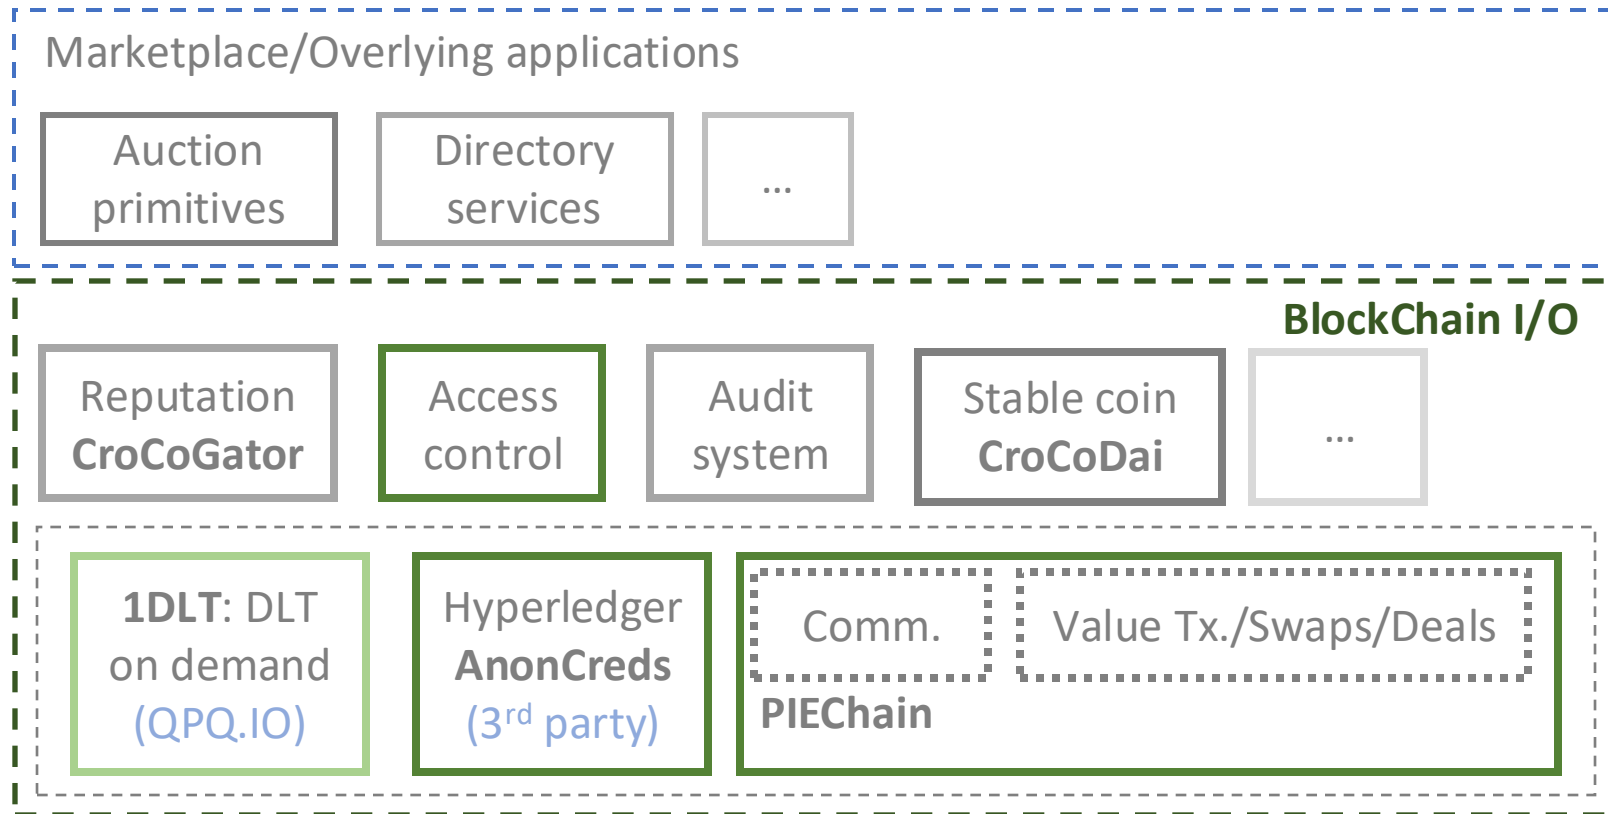 Marketplace/Overlying applications
Auction
primitives
Directory
services
...
BlockChain I/O
Reputation
CroCoGator
Access
control
Audit
system
Stable coin
CroCoDai
...
1DLT: DLT
on demand
(QPQ.IO)
Hyperledger
AnonCreds
(3rd party)
Comm.
Value Tx./Swaps/Deals
PIEChain